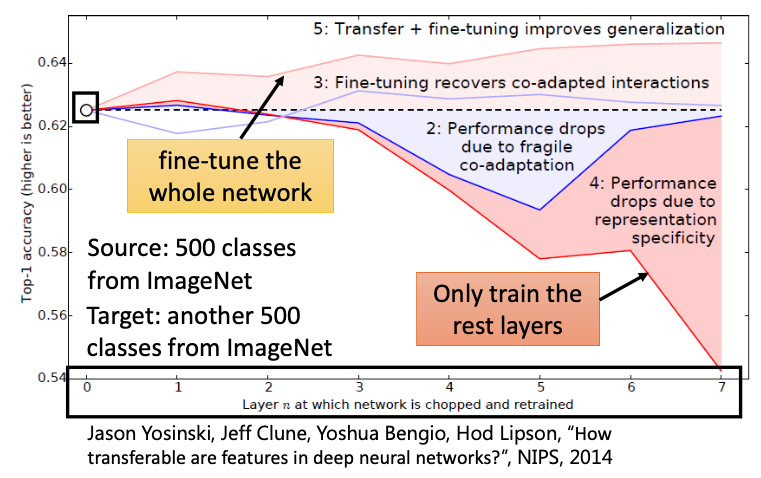 5: Transfer + fine-tuning improves generalization
0.64
3: Fine-tuning recovers co-adapted interactions
0.62
2: Performance drops
due to fragile
co-adaptation
fine-tune the
whole network
0.60
4: Performance
drops due to
representation
specificity
Top-1 accuracy (higher is better)
0.58
Source: 500 classes
from ImageNet
Only train the
rest layers
0.56
Target: another 500
classes from ImageNet
0.54
0 1 2 3 4 5 6 7
Layer n at which network is chopped and retrained
Jason Yosinski, Jeff Clune, Yoshua Bengio, Hod Lipson, “How
transferable are features in deep neural networks?”, NIPS, 2014